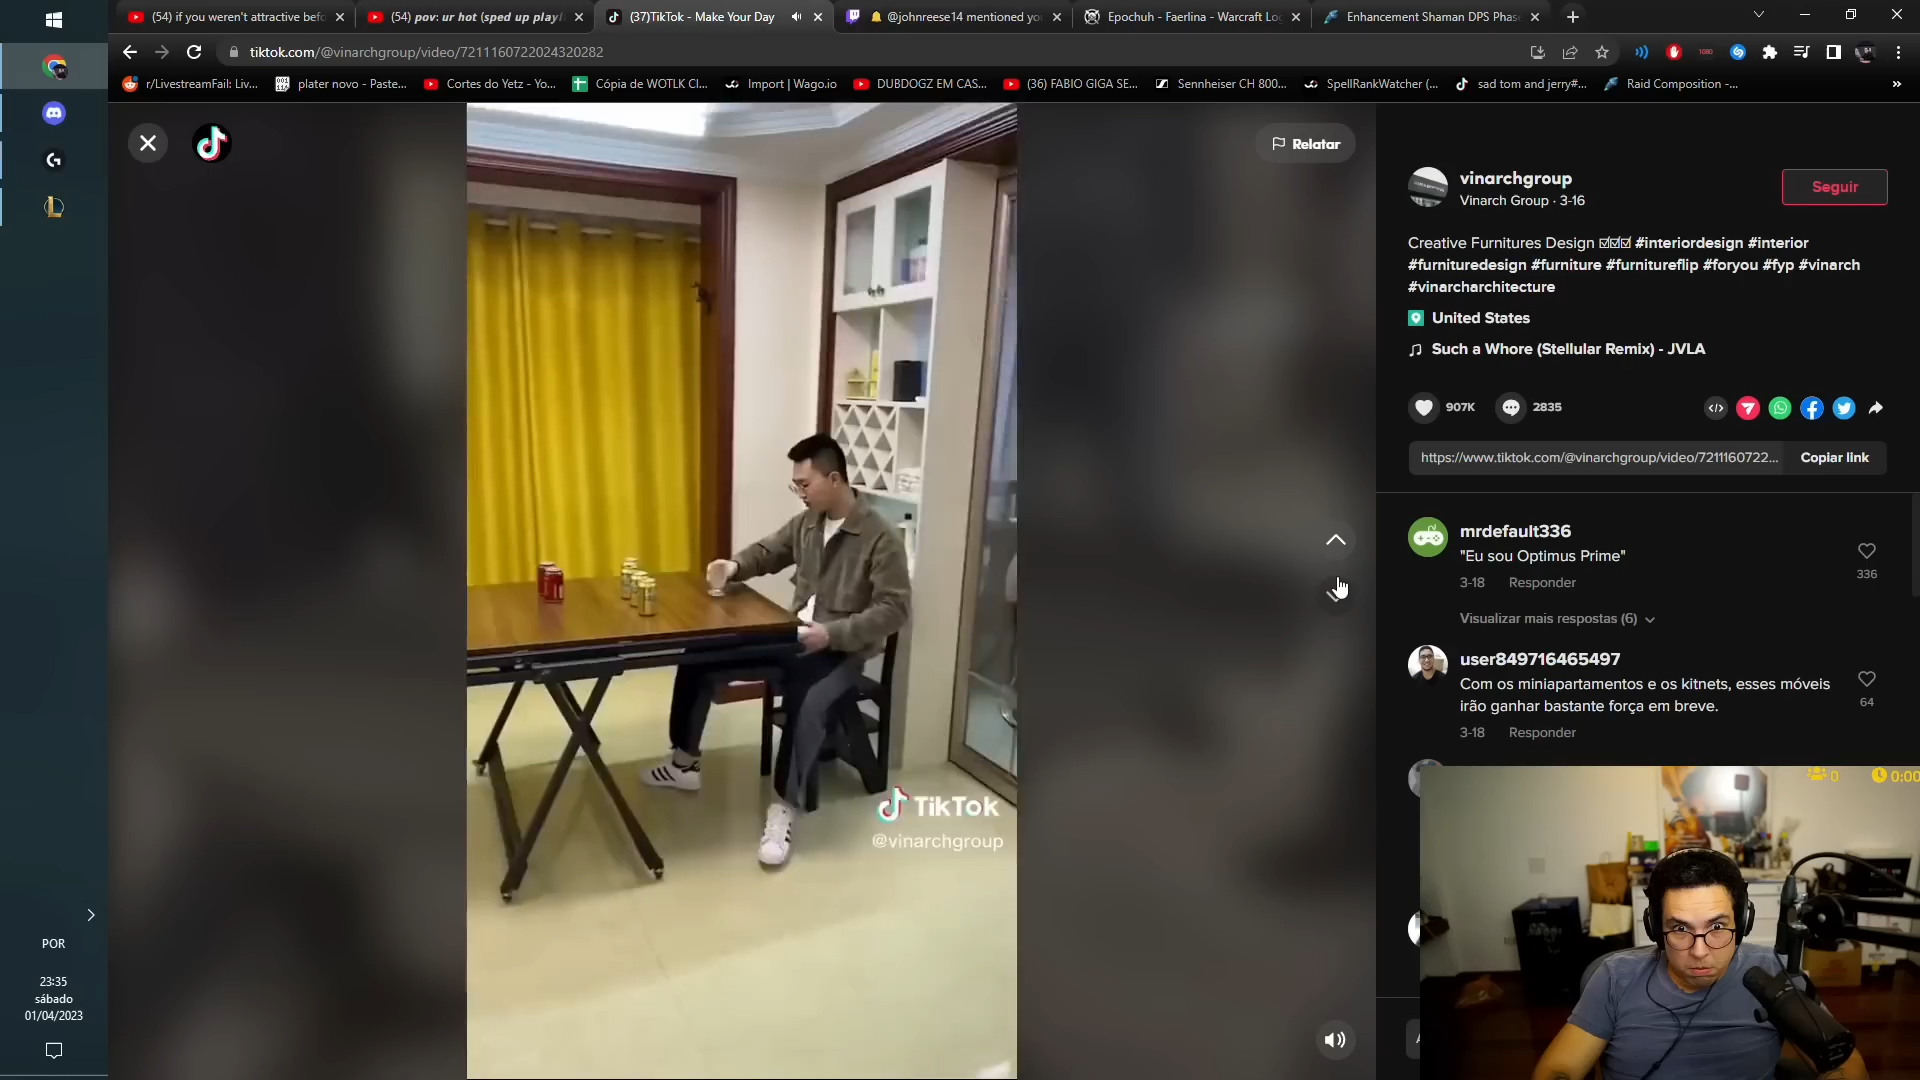 (54) if you weren't attractive befo
(54) pov: ur hot (sped up playl
(37)TikTok - Make Your Day
@johnreese14 mentioned yo
Epochuh - Faerlina - Warcraft Lo
Enhancement Shaman DPS Phase
tiktok.com/@vinarchgroup/video/7211160722024320282
r/LivestreamFail: Liv...
plater novo - Paste...
Cortes do Yetz - Yo...
Cópia de WOTLK Cl...
Import | Wago.io
DUBDOGZ EM CAS...
(36) FABIO GIGA SE...
Sennheiser CH 800...
SpellRankWatcher (...
sad tom and jerry#...
Raid Composition -...
Relatar
vinarchgroup
Vinarch Group · 3-16
Seguir
Creative Furnitures Design ☑☑☑ #interiordesign #interior
#furnituredesign #furniture #furnitureflip #foryou #fyp #vinarch
#vinarcharchitecture
United States
Such a Whore (Stellular Remix) - JVLA
907K
2835
https://www.tiktok.com/@vinarchgroup/video/7211160722...
Copiar link
mrdefault336
"Eu sou Optimus Prime"
336
3-18 Responder
Visualizar mais respostas (6)
user849716465497
Com os miniapartamentos e os kitnets, esses móveis
irão ganhar bastante força em breve.
64
3-18 Responder
0
0:00
TikTok
@vinarchgroup
POR
23:35
sábado
01/04/2023